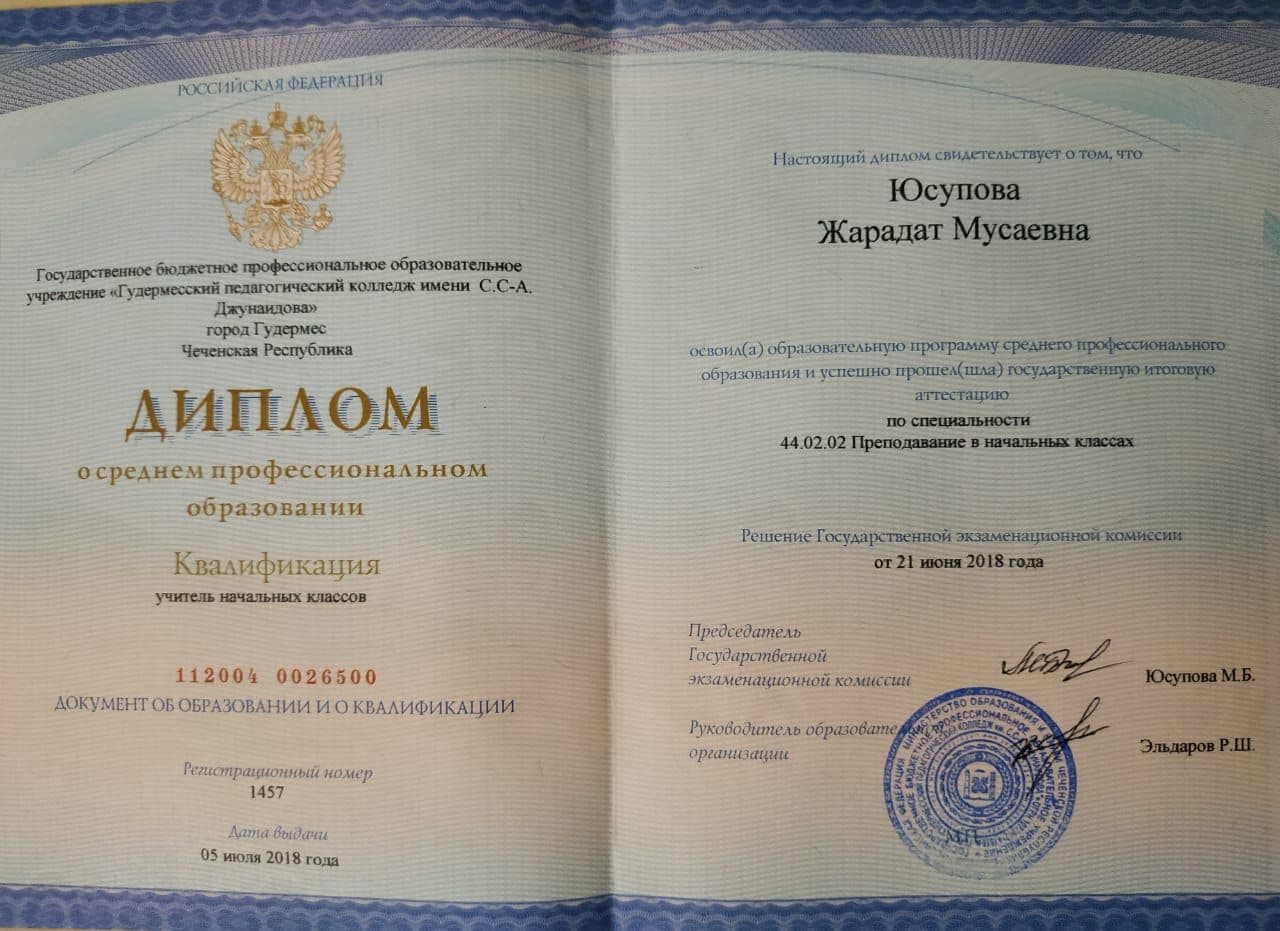 РОССИЙСКАЯ ФЕДЕРАЦИЯ
Государственное бюджетное профессиональное образовательное
учреждение «Гудермесский педагогический колледж имени С.С-А.
Джунаидова»
город Гудермес
Чеченская Республика
ДИПЛОМ
о среднем профессиональном
образовании
Квалификация
учитель начальных классов
112004 0026500
ДОКУМЕНТ ОБ ОБРАЗОВАНИИ И О КВАЛИФИКАЦИИ
Регистрационный номер
1457
Дата выдачи
05 июля 2018 года
Настоящий диплом свидетельствует о том, что
Юсупова
Жарадат Мусаевна
освоил(а) образовательную программу среднего профессионального
образования и успешно прошел(шла) государственную итоговую
аттестацию
по специальности
44.02.02 Преподавание в начальных классах
Решение Государственной экзаменационной комиссии
от 21 июня 2018 года
Председатель
Государственной
экзаменационной комиссии
Юсупова М.Б.
Руководитель образовате
организации
Эльдаров Р.Ш.
М.П.